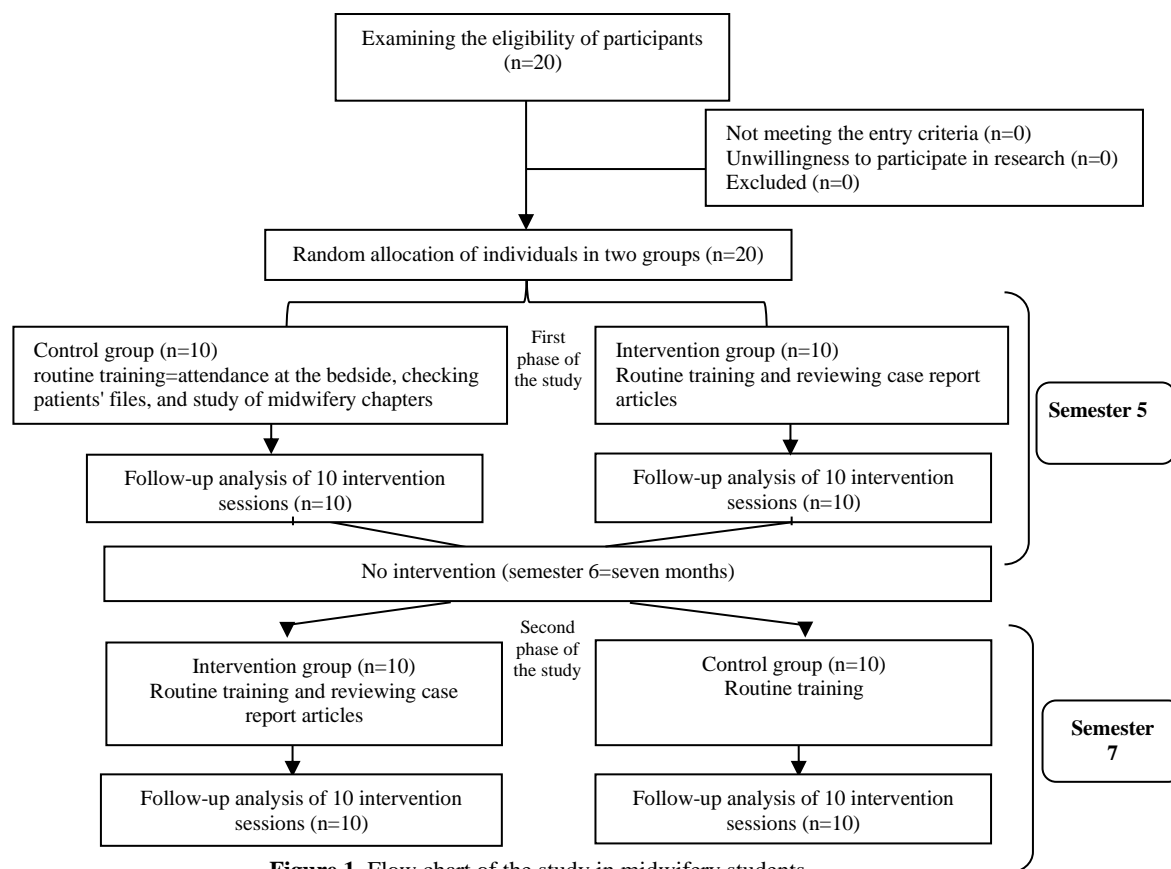 Examining the eligibility of participants
(n=20)
Not meeting the entry criteria (n=0)
Unwillingness to participate in research (n=0)
Excluded (n=0)
Random allocation of individuals in two groups (n=20)
Control group (n=10)
routine training=attendance at the bedside, checking
patients' files, and study of midwifery chapters
First
phase of
the study
Intervention group (n=10)
Routine training and reviewing case report
articles
Semester 5
Follow-up analysis of 10 intervention
sessions (n=10)
Follow-up analysis of 10 intervention
sessions (n=10)
No intervention (semester 6=seven months)
Second
phase of
the study
Intervention group (n=10)
Routine training and reviewing case
report articles
Control group (n=10)
Routine training
Semester
7
Follow-up analysis of 10 intervention
sessions (n=10)
Follow-up analysis of 10 intervention
sessions (n=10)
Figure 1. Flow chart of the study in midwifery students